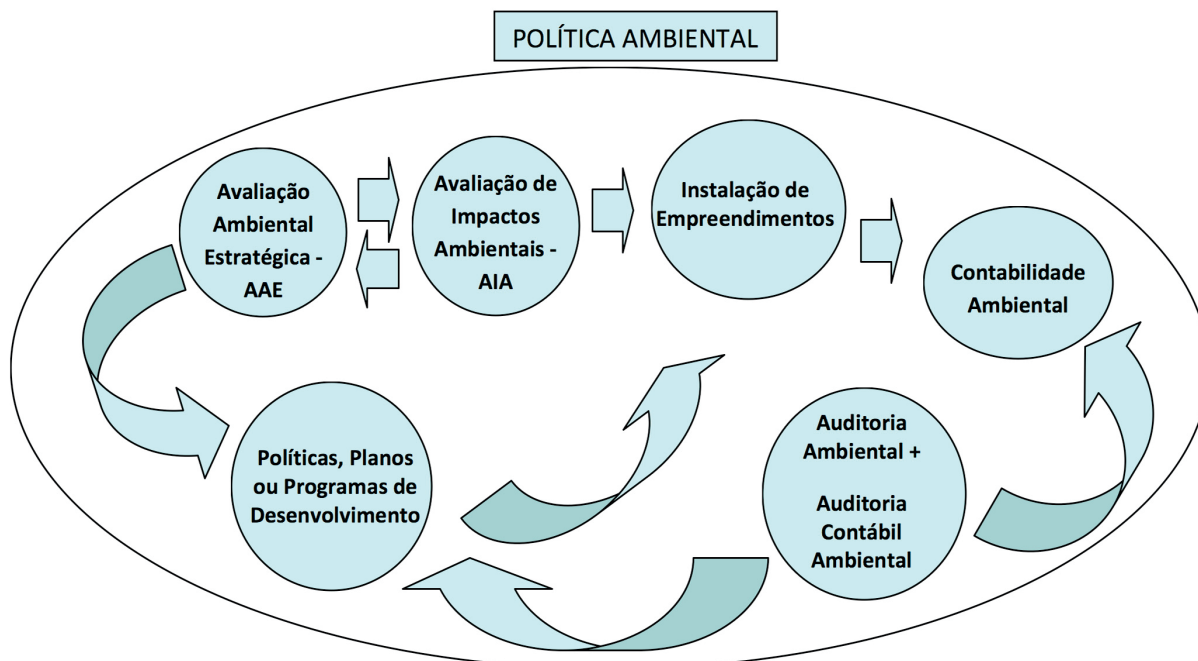 POLÍTICA AMBIENTAL
Avaliação
Ambiental
Estratégica -
AAE
Avaliação de
Impactos
Ambientais -
AIA
Instalação de
Empreendimentos
Contabilidade
Ambiental
Políticas, Planos
ou Programas de
Desenvolvimento
Auditoria
Ambiental +
Auditoria
Contábil
Ambiental